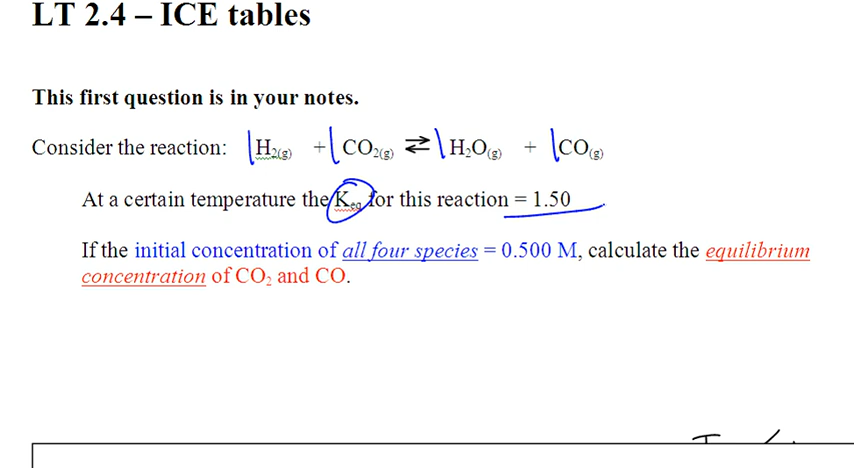 LT 2.4 – ICE tables
This first question is in your notes.
Consider the reaction: 1H₂(g) + 1CO₂(g) ⇄ 1H₂O(g) + 1CO(g)
At a certain temperature the Keq for this reaction = 1.50
If the initial concentration of all four species = 0.500 M, calculate the equilibrium
concentration of CO₂ and CO.